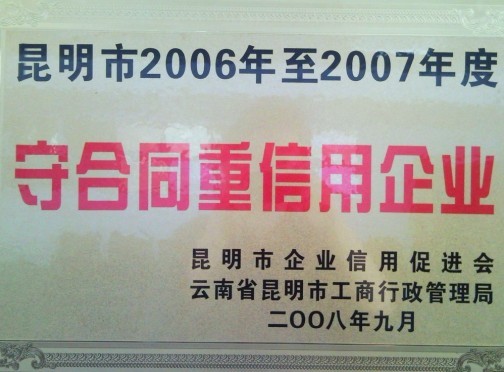 昆明市2006年至2007年度
守合同重信用企业
昆明市企业信用促进会
云南省昆明市工商行政管理局
二OO八年九月